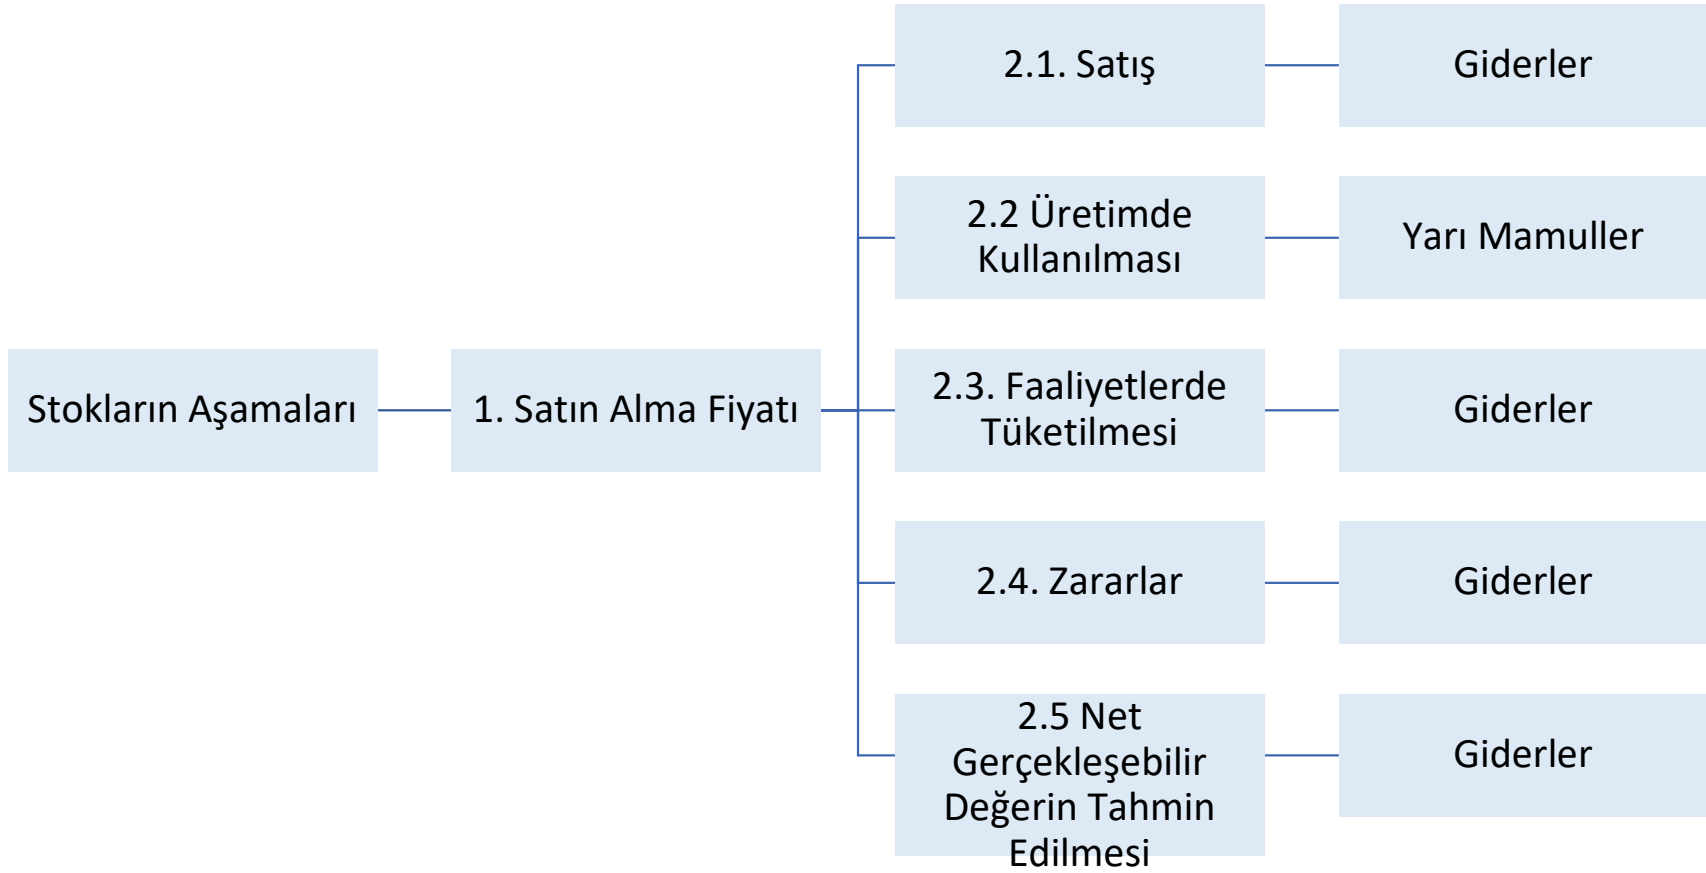 Stokların Aşamaları
1. Satın Alma Fiyatı
2.1. Satış
Giderler
2.2 Üretimde
Kullanılması
Yarı Mamuller
2.3. Faaliyetlerde
Tüketilmesi
Giderler
2.4. Zararlar
Giderler
2.5 Net
Gerçekleşebilir
Değerin Tahmin
Edilmesi
Giderler